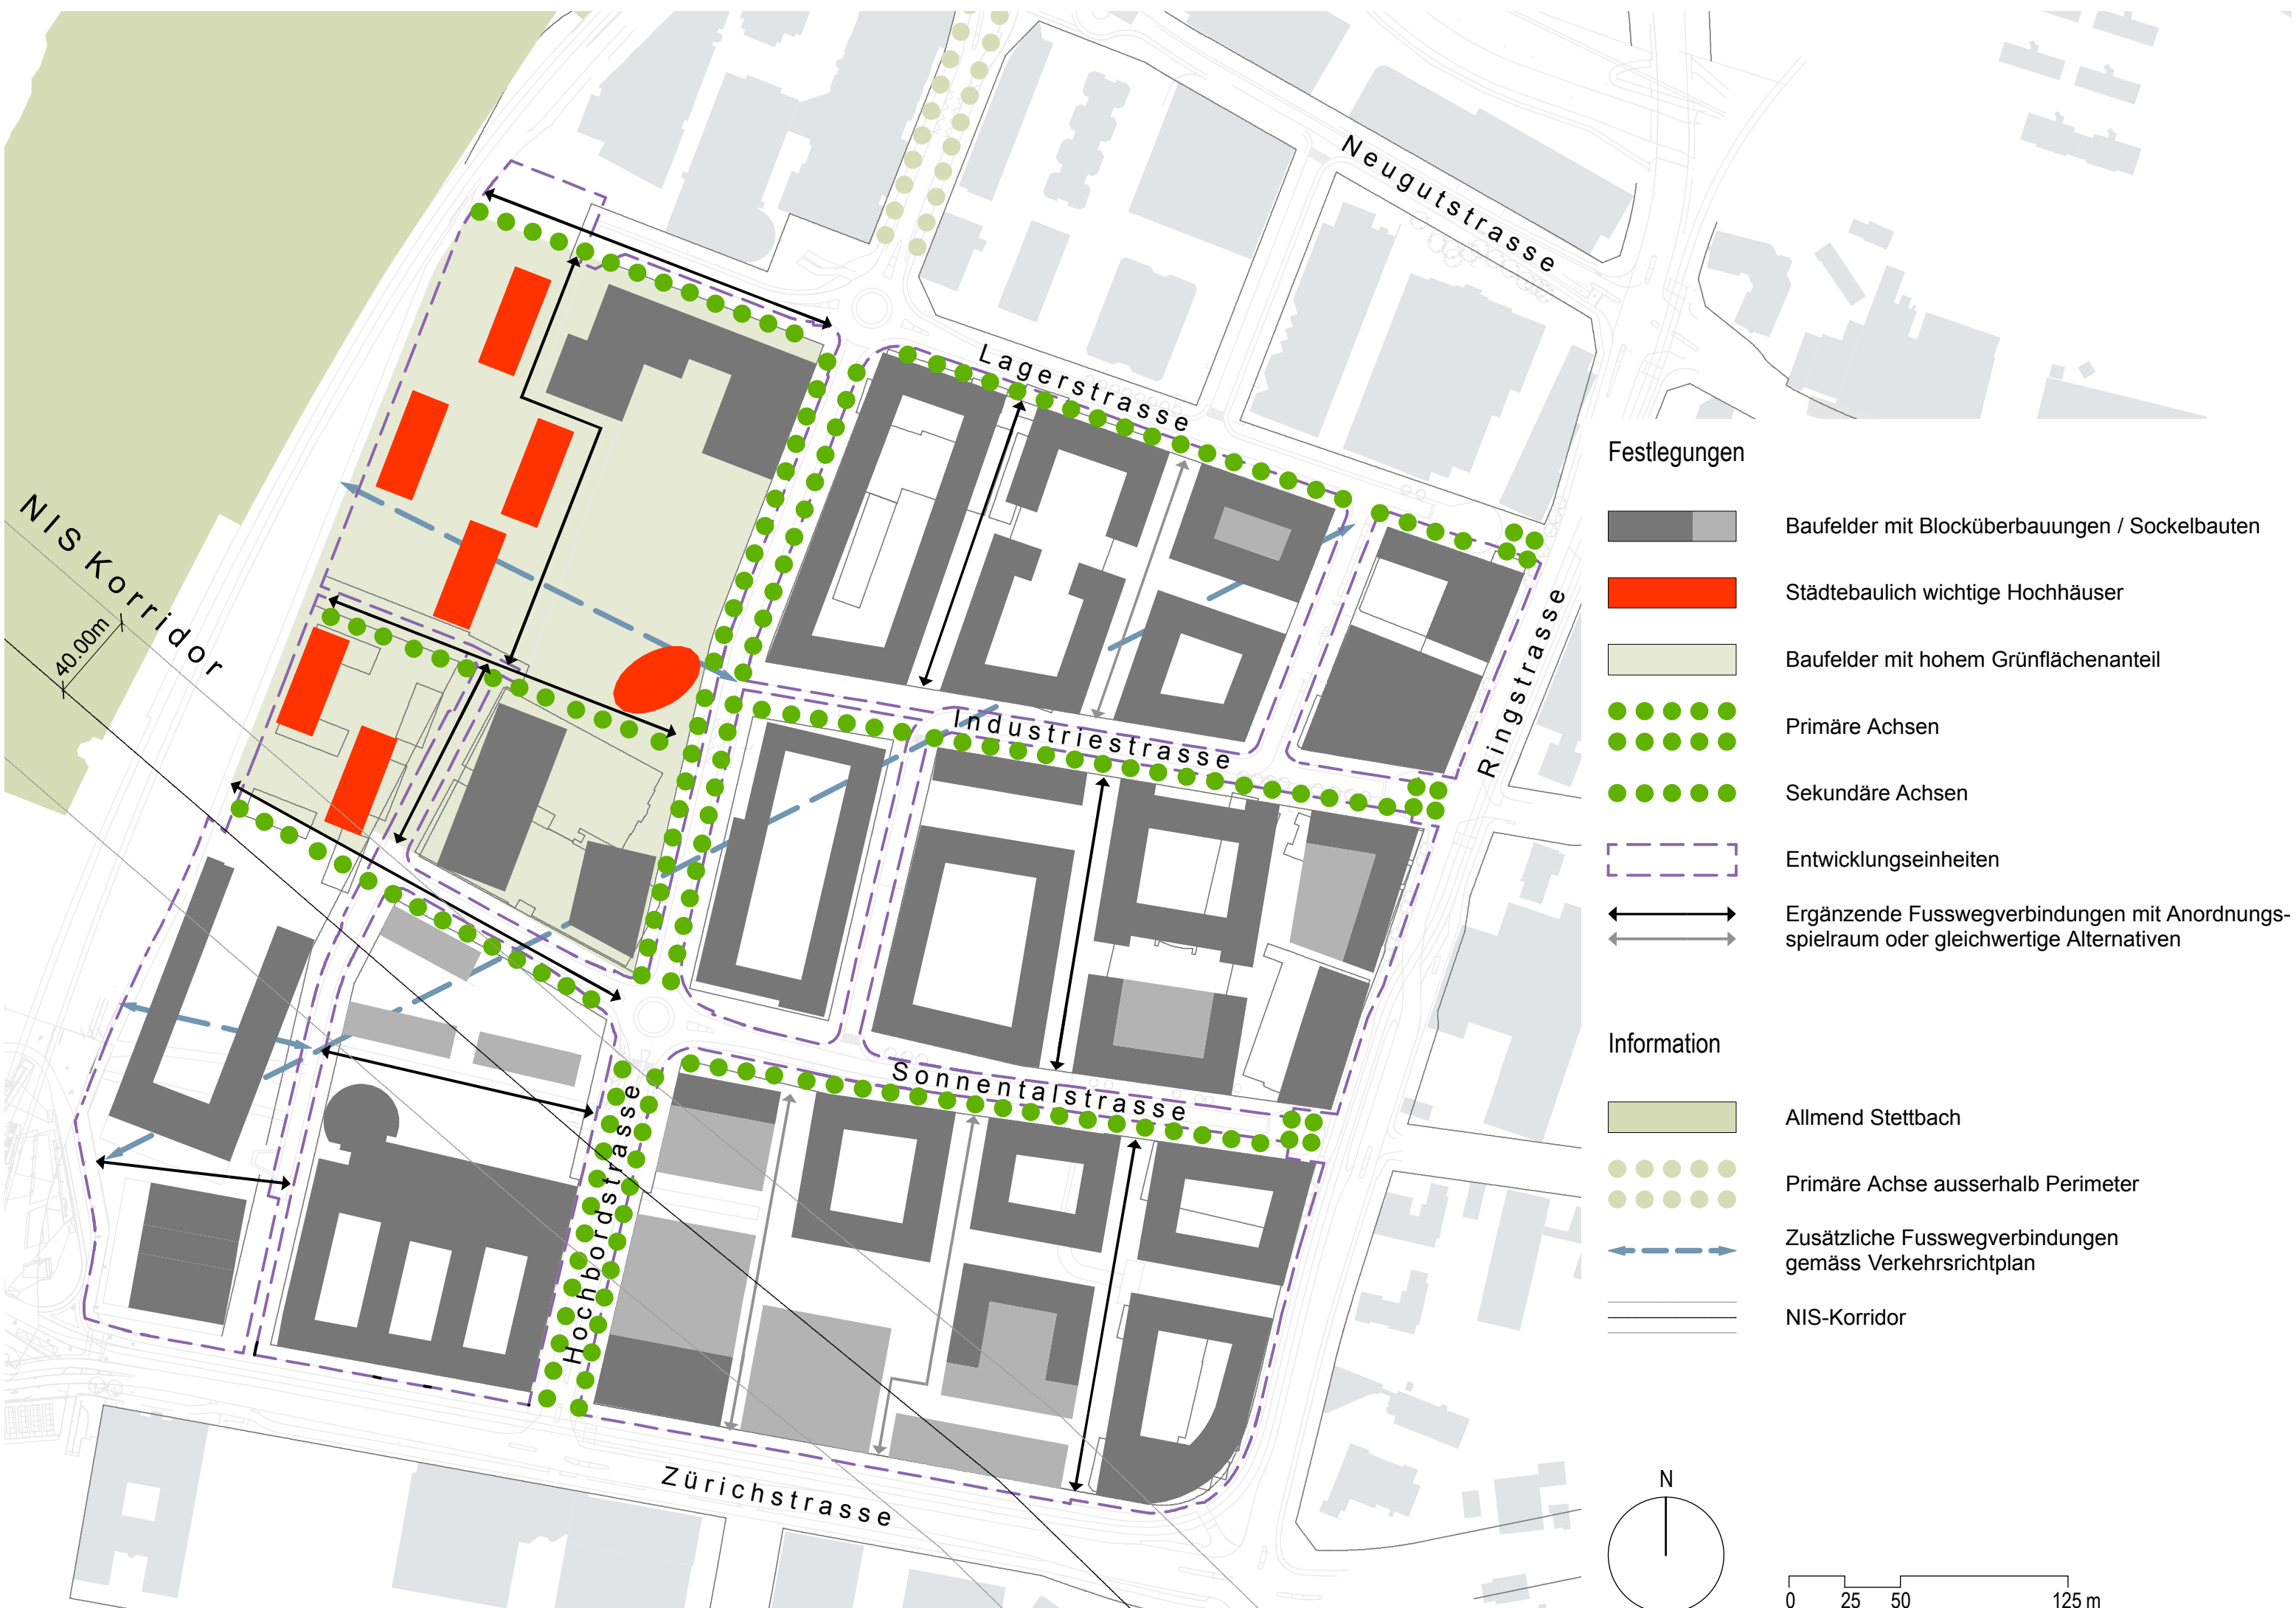 Neugutstrasse
Lagerstrasse
NIS Korridor
40.00m
Ringstrasse
Industriestrasse
Sonnentalstrasse
Hochbordstrasse
Zürichstrasse
Festlegungen
Baufelder mit Blocküberbauungen / Sockelbauten
Städtebaulich wichtige Hochhäuser
Baufelder mit hohem Grünflächenanteil
Primäre Achsen
Sekundäre Achsen
Entwicklungseinheiten
Ergänzende Fusswegverbindungen mit Anordnungs-
spielraum oder gleichwertige Alternativen
Information
Allmend Stettbach
Primäre Achse ausserhalb Perimeter
Zusätzliche Fusswegverbindungen
gemäss Verkehrsrichtplan
NIS-Korridor
N
0 25 50 125 m